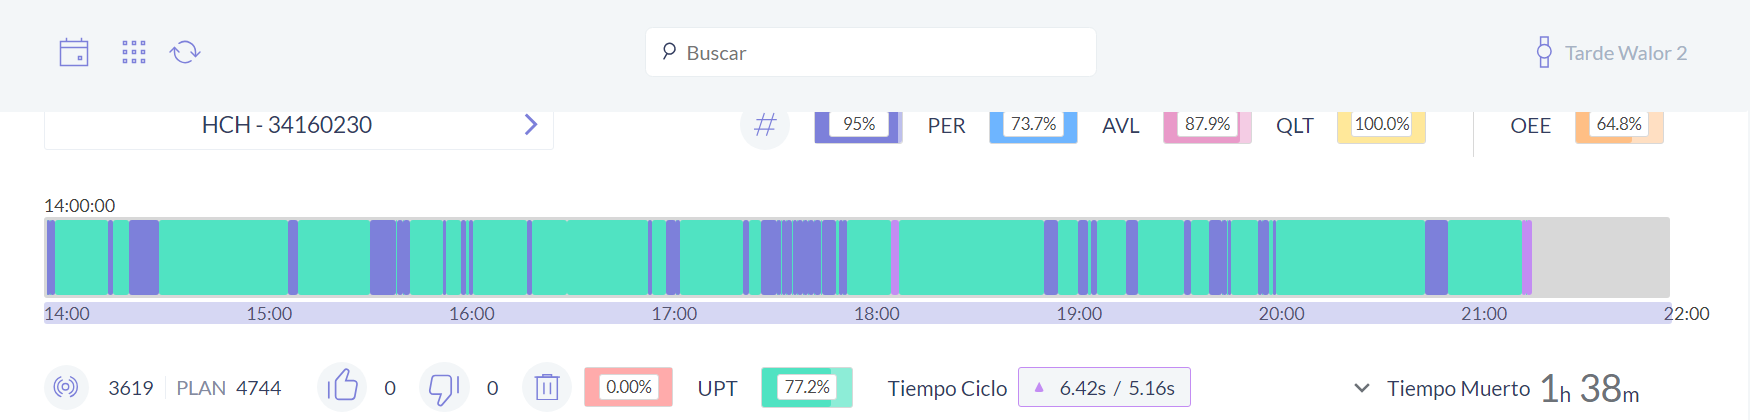 Buscar
Tarde Walor 2
HCH - 34160230
# 95% PER 73.7% AVL 87.9% QLT 100.0% OEE 64.8%
14:00:00
14:00 15:00 16:00 17:00 18:00 19:00 20:00 21:00 22:00
3619 PLAN 4744 0 0 0.00% UPT 77.2% Tiempo Ciclo 6.42s / 5.16s Tiempo Muerto 1h 38m